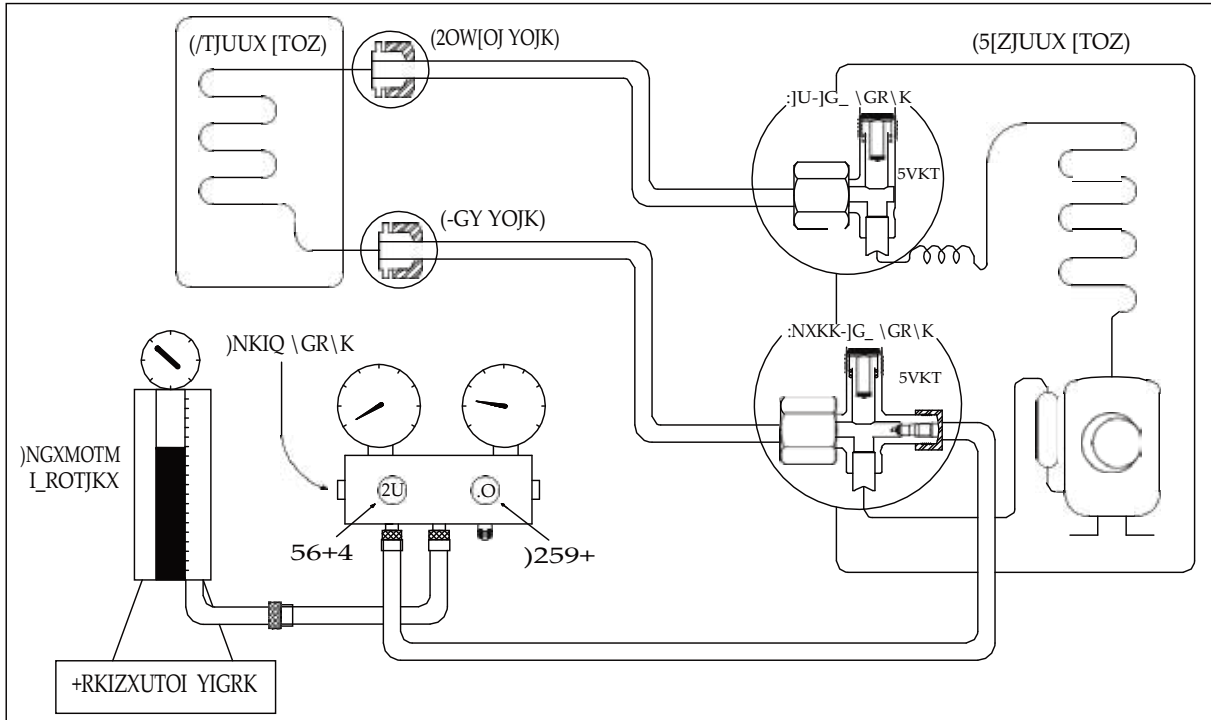 (/TJUUX [TOZ)
(2OW[OJ YOJK)
(5[ZJUUX [TOZ)
:]U-]G_ \GR\K
5VKT
(-GY YOJK)
:NXKK-]G_ \GR\K
5VKT
)NKIQ \GR\K
)NGXMOTM
I_ROTJKX
2U
.O
56+4
)259+
+RKIZXUTOI YIGRK